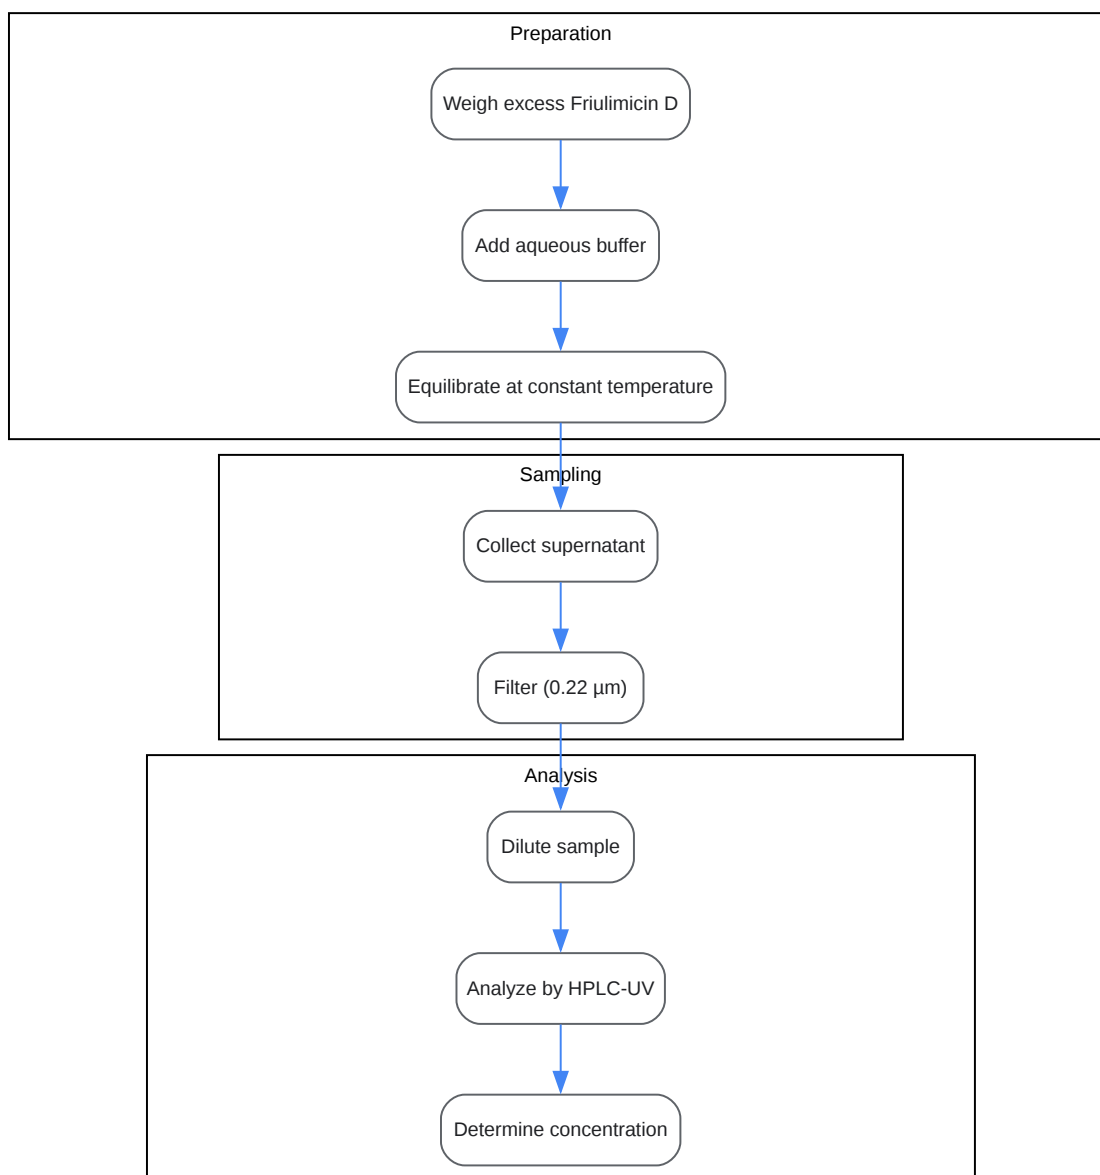 Preparation
Weigh excess Friulimicin D
Add aqueous buffer
Equilibrate at constant temperature
Sampling
Collect supernatant
Filter (0.22 µm)
Analysis
Dilute sample
Analyze by HPLC-UV
Determine concentration